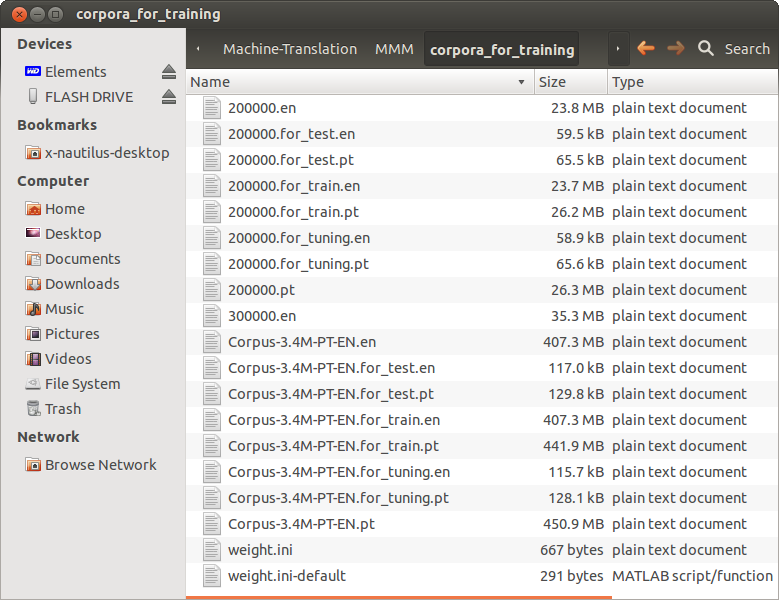 corpora_for_training
Devices
Elements
FLASH DRIVE
Bookmarks
x-nautilus-desktop
Computer
Home
Desktop
Documents
Downloads
Music
Pictures
Videos
File System
Trash
Network
Browse Network
Machine-Translation MMM corpora_for_training Search
Name Size Type
200000.en 23.8 MB plain text document
200000.for_test.en 59.5 kB plain text document
200000.for_test.pt 65.5 kB plain text document
200000.for_train.en 23.7 MB plain text document
200000.for_train.pt 26.2 MB plain text document
200000.for_tuning.en 58.9 kB plain text document
200000.for_tuning.pt 65.6 kB plain text document
200000.pt 26.3 MB plain text document
300000.en 35.3 MB plain text document
Corpus-3.4M-PT-EN.en 407.3 MB plain text document
Corpus-3.4M-PT-EN.for_test.en 117.0 kB plain text document
Corpus-3.4M-PT-EN.for_test.pt 129.8 kB plain text document
Corpus-3.4M-PT-EN.for_train.en 407.3 MB plain text document
Corpus-3.4M-PT-EN.for_train.pt 441.9 MB plain text document
Corpus-3.4M-PT-EN.for_tuning.en 115.7 kB plain text document
Corpus-3.4M-PT-EN.for_tuning.pt 128.1 kB plain text document
Corpus-3.4M-PT-EN.pt 450.9 MB plain text document
weight.ini 667 bytes plain text document
weight.ini-default 291 bytes MATLAB script/function